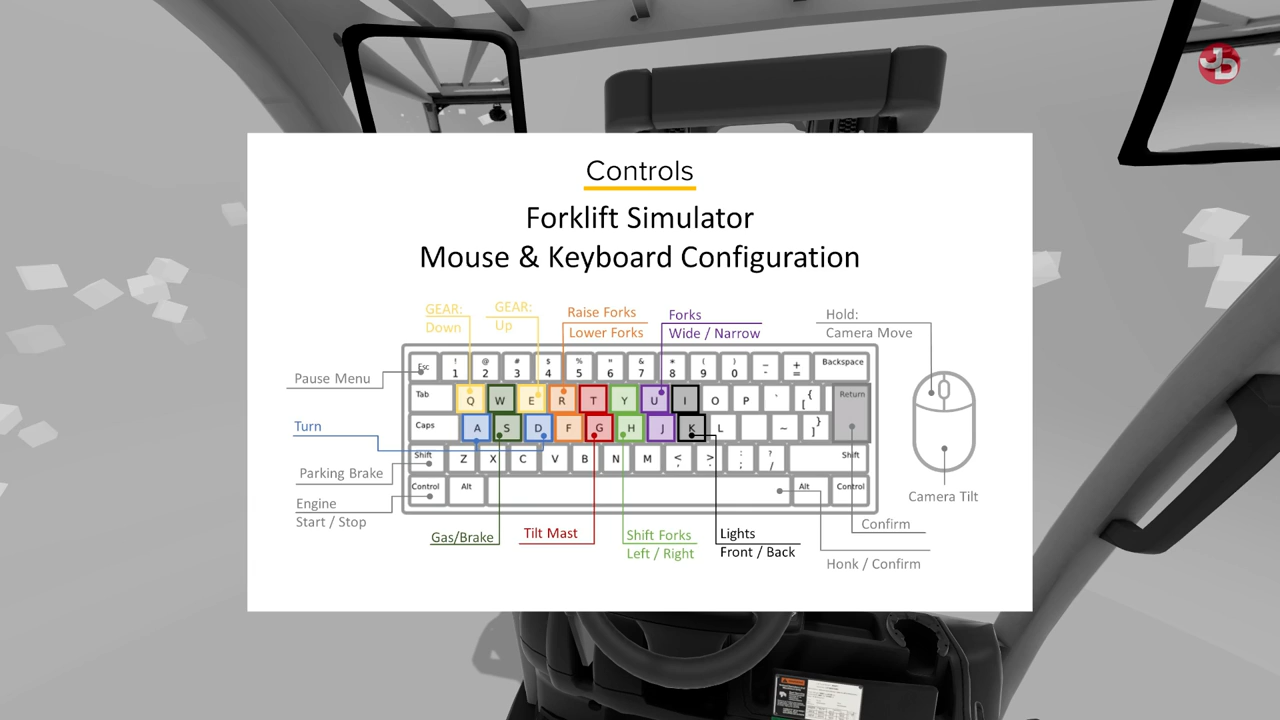 JD
Controls
Forklift Simulator
Mouse & Keyboard Configuration
GEAR:
Down
GEAR:
Up
Raise Forks
Lower Forks
Forks
Wide / Narrow
Hold:
Camera Move
Pause Menu
Turn
Parking Brake
Engine
Start / Stop
Esc ! 1 @ 2 # 3 $ 4 % 5 " 6 & 7 * 8 ( 9 ) 0 _ - + = Backspace
Tab Q W E R T Y U I O P ` { [ Return
Caps A S D F G H J K L ~ } ]
Shift Z X C V B N M < , > . : ; ? / Shift
Control Alt Alt Control
Camera Tilt
Gas/Brake
Tilt Mast
Shift Forks
Left / Right
Lights
Front / Back
Confirm
Honk / Confirm